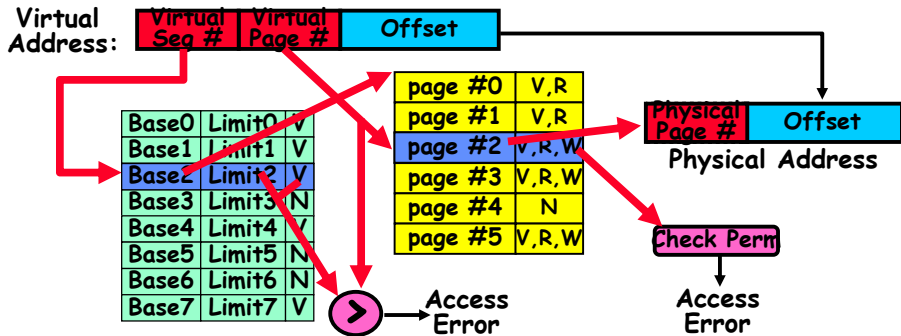 Virtual Address:
Virtual Seg #
Virtual Page #
Offset
Base0 Limit0 V
Base1 Limit1 V
Base2 Limit2 V
Base3 Limit3 N
Base4 Limit4 V
Base5 Limit5 N
Base6 Limit6 N
Base7 Limit7 V
page #0 V,R
page #1 V,R
page #2 V,R,W
page #3 V,R,W
page #4 N
page #5 V,R,W
Physical Page #
Offset
Physical Address
>
Access Error
Check Perm
Access Error